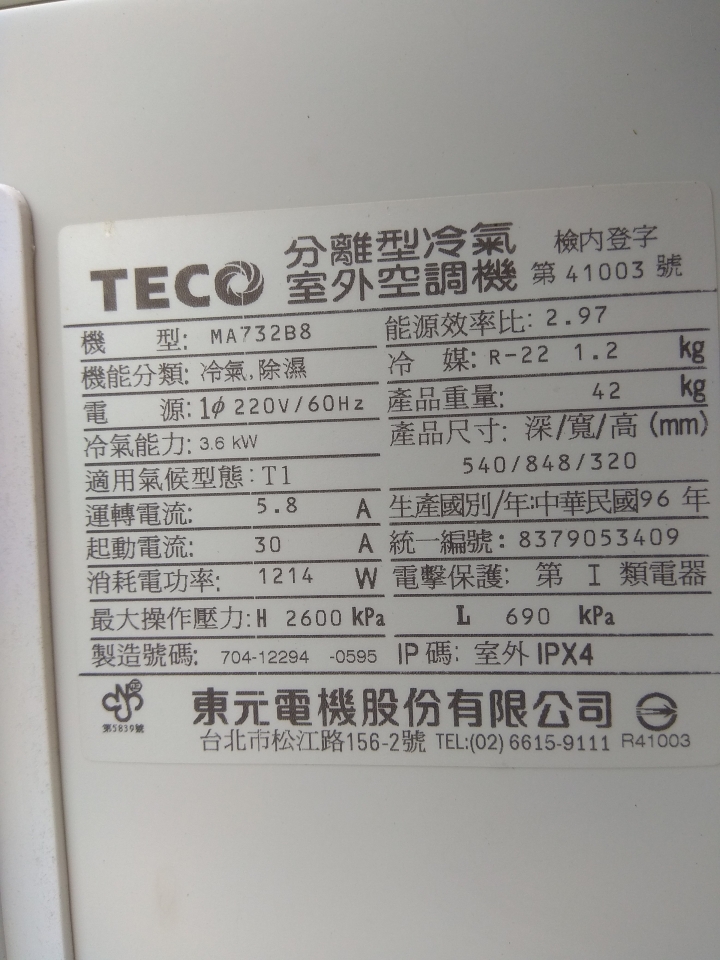 TECO 分離型冷氣 檢內登字
室外空調機 第 41003 號
機 型: MA732B8 能源效率比: 2.97
機能分類: 冷氣,除濕 冷 媒: R-22 1.2 kg
電 源: 1ϕ 220V/60Hz 產品重量: 42 kg
冷氣能力: 3.6 kW 產品尺寸: 深/寬/高 (mm)
適用氣候型態: T1 540/848/320
運轉電流: 5.8 A 生產國別/年:中華民國96 年
起動電流: 30 A 統一編號: 8379053409
消耗電功率: 1214 W 電擊保護: 第 I 類電器
最大操作壓力: H 2600 kPa L 690 kPa
製造號碼: 704-12294 -0595 IP 碼: 室外 IPX4
東元電機股份有限公司
第5839號 台北市松江路156-2號 TEL:(02) 6615-9111 R41003